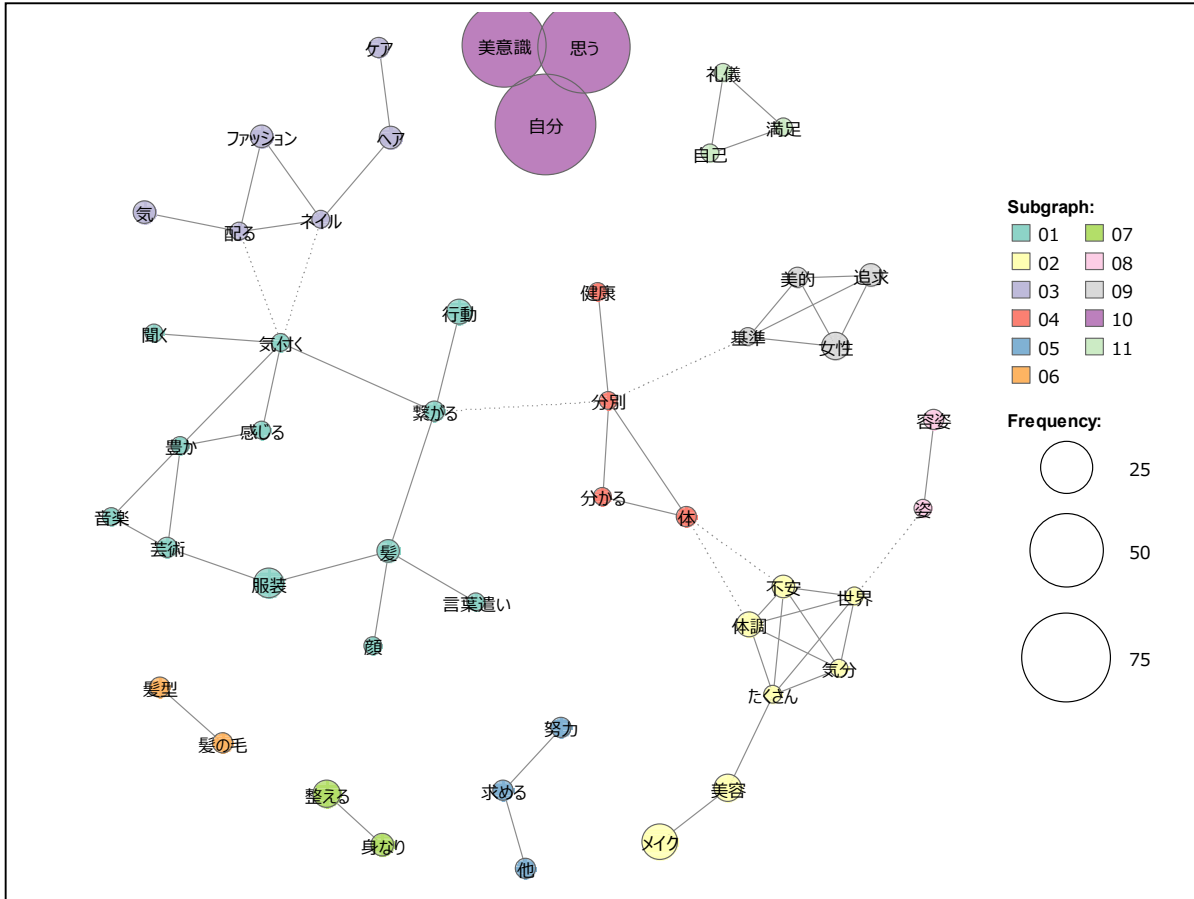 ケア
美意識
思う
自分
礼儀
満足
自己
ファッション
ヘア
気
配る
ネイル
聞く
気付く
行動
繋がる
感じる
豊か
音楽
芸術
服装
髪
言葉遣い
顔
健康
分別
分かる
体
美的
追求
基準
女性
容姿
姿
不安
世界
体調
気分
たくさん
美容
メイク
髪型
髪の毛
整える
身なり
努力
求める
他
Subgraph:
01 07
02 08
03 09
04 10
05 11
06
Frequency:
25
50
75